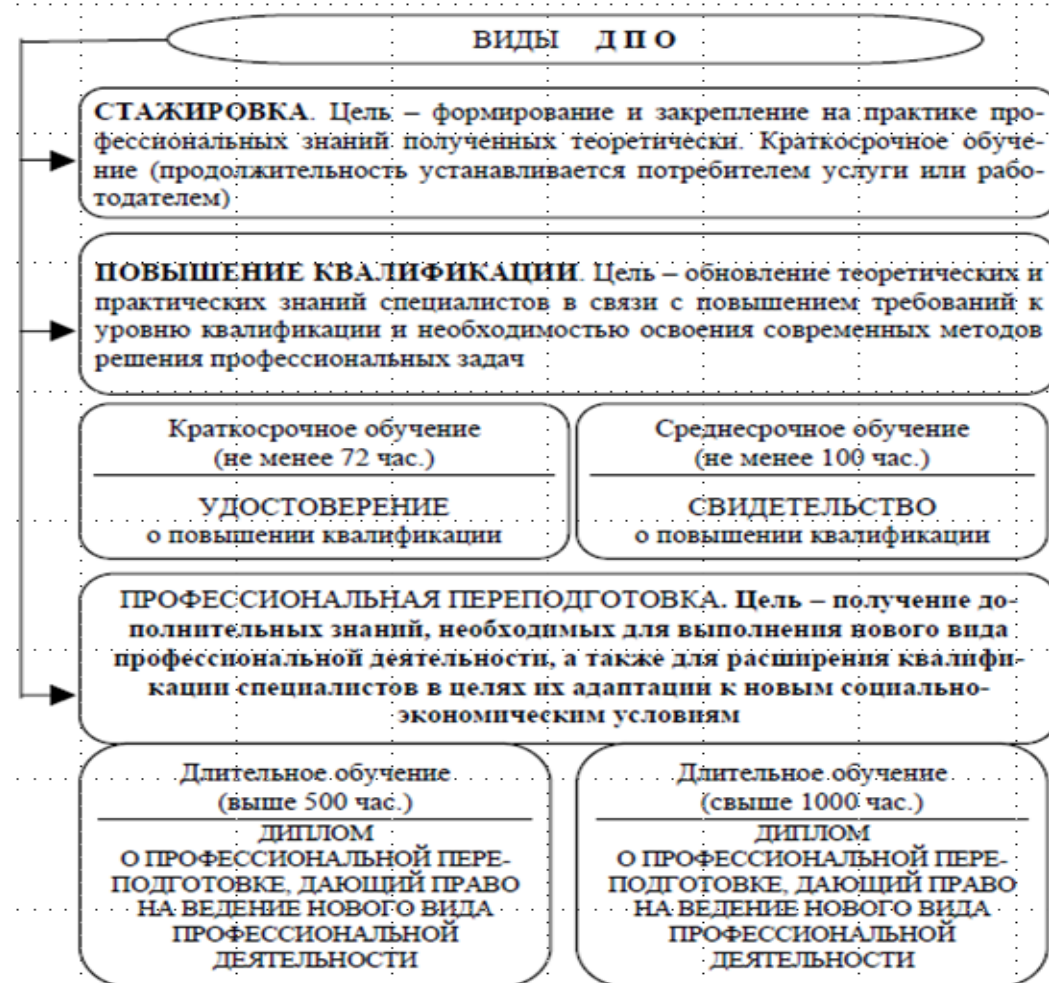 ВИДЫ ДПО
СТАЖИРОВКА. Цель – формирование и закрепление на практике про-
фессиональных знаний полученных теоретически. Краткосрочное обуче-
ние (продолжительность устанавливается потребителем услуги или рабо-
тодателем)
ПОВЫШЕНИЕ КВАЛИФИКАЦИИ. Цель – обновление теоретических и
практических знаний специалистов в связи с повышением требований к
уровню квалификации и необходимостью освоения современных методов
решения профессиональных задач
Краткосрочное обучение
(не менее 72 час.)
УДОСТОВЕРЕНИЕ
о повышении квалификации
Среднесрочное обучение
(не менее 100 час.)
СВИДЕТЕЛЬСТВО
о повышении квалификации
ПРОФЕССИОНАЛЬНАЯ ПЕРЕПОДГОТОВКА. Цель – получение до-
полнительных знаний, необходимых для выполнения нового вида
профессиональной деятельности, а также для расширения квалифи-
кации специалистов в целях их адаптации к новым социально-
экономическим условиям
Длительное обучение
(выше 500 час.)
ДИПЛОМ
О ПРОФЕССИОНАЛЬНОЙ ПЕРЕ-
ПОДГОТОВКЕ, ДАЮЩИЙ ПРАВО
НА ВЕДЕНИЕ НОВОГО ВИДА
ПРОФЕССИОНАЛЬНОЙ
ДЕЯТЕЛЬНОСТИ
Длительное обучение
(свыше 1000 час.)
ДИПЛОМ
О ПРОФЕССИОНАЛЬНОЙ ПЕРЕ-
ПОДГОТОВКЕ, ДАЮЩИЙ ПРАВО
НА ВЕДЕНИЕ НОВОГО ВИДА
ПРОФЕССИОНАЛЬНОЙ
ДЕЯТЕЛЬНОСТИ